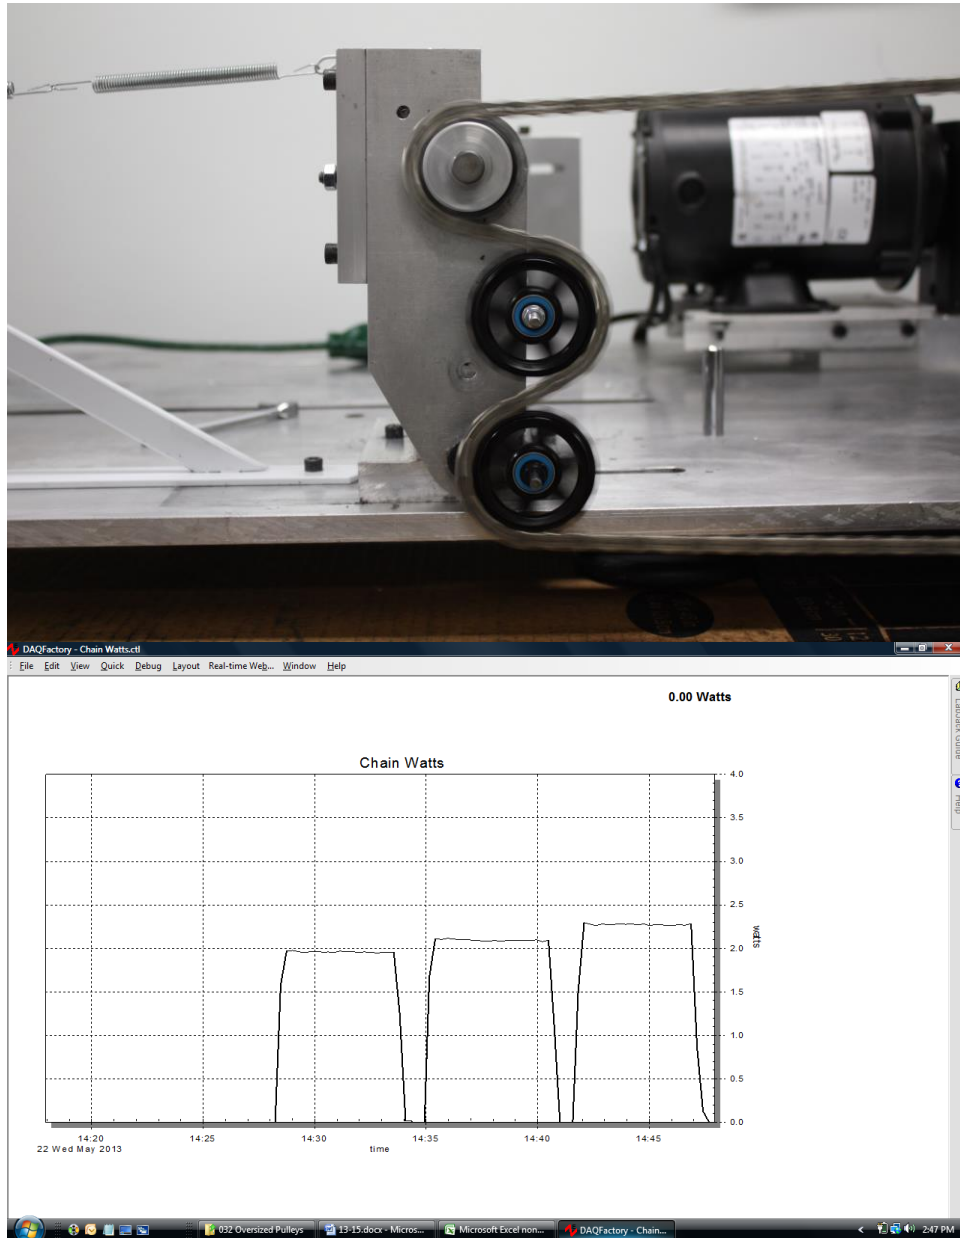 DAQFactory - Chain Watts.ctl
File Edit View Quick Debug Layout Real-time Web... Window Help
0.00 Watts
LabJack Guide
Help
Chain Watts
4.0
3.5
3.0
2.5
2.0
1.5
1.0
0.5
0.0
watts
14:20 14:25 14:30 14:35 14:40 14:45
22 Wed May 2013
time
032 Oversized Pulleys 13-15.docx - Micros... Microsoft Excel non... DAQFactory - Chain... < 2:47 PM